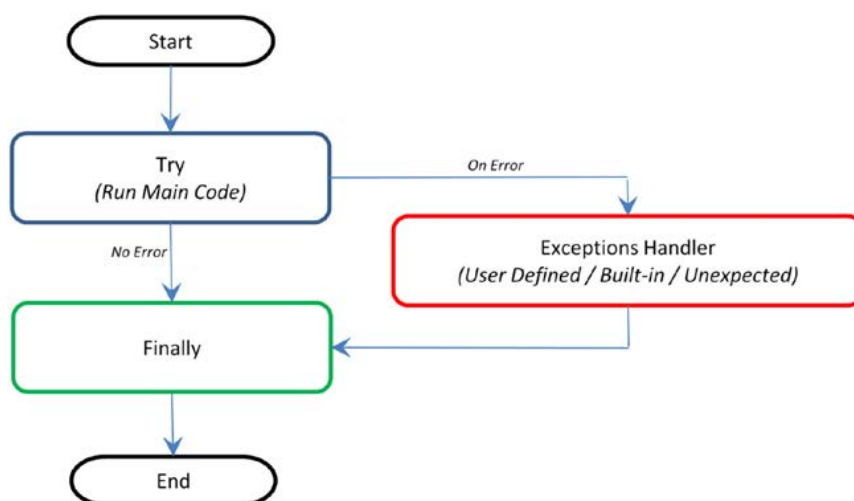 Start
Try
(Run Main Code)
On Error
No Error
Exceptions Handler
(User Defined / Built-in / Unexpected)
Finally
End